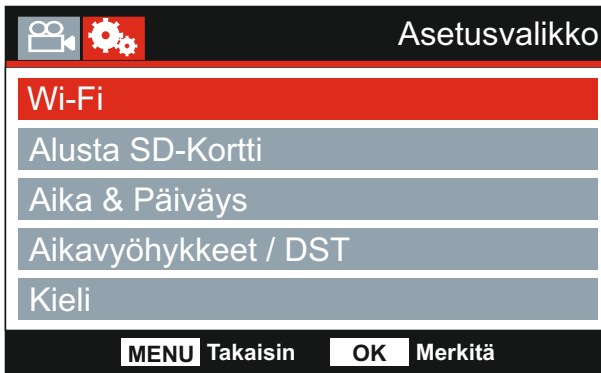 Asetusvalikko
Wi-Fi
Alusta SD-Kortti
Aika & Päiväys
Aikavyöhykkeet / DST
Kieli
MENU Takaisin OK Merkitä